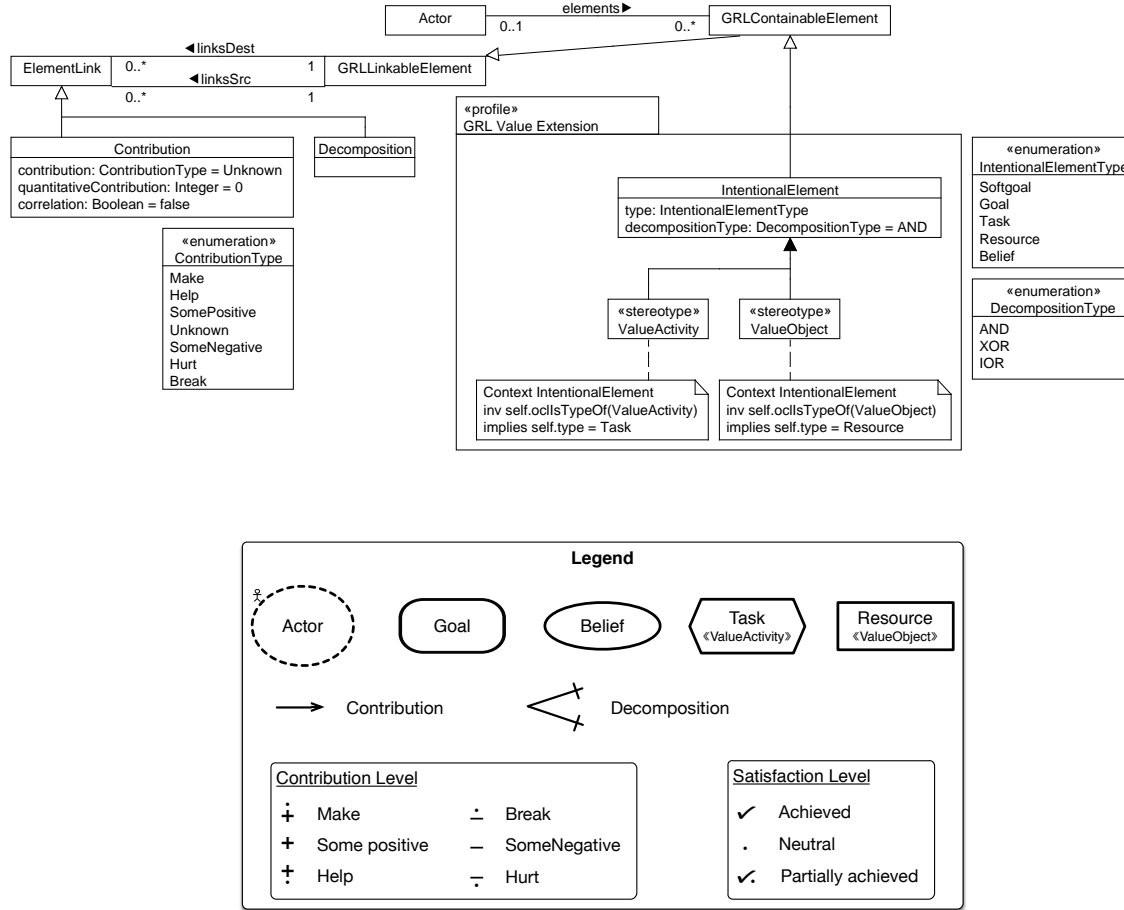 Actor
elements▶
GRLContainableElement
0..1
0..*
◀linksDest
ElementLink
0..*
1
GRLLinkableElement
◀linksSrc
0..*
1
«profile»
GRL Value Extension
Contribution
contribution: ContributionType = Unknown
quantitativeContribution: Integer = 0
correlation: Boolean = false
Decomposition
«enumeration»
IntentionalElementType
Softgoal
Goal
Task
Resource
Belief
IntentionalElement
type: IntentionalElementType
decompositionType: DecompositionType = AND
«enumeration»
ContributionType
Make
Help
SomePositive
Unknown
SomeNegative
Hurt
Break
«enumeration»
DecompositionType
AND
XOR
IOR
«stereotype»
ValueActivity
«stereotype»
ValueObject
Context IntentionalElement
inv self.oclIsTypeOf(ValueActivity)
implies self.type = Task
Context IntentionalElement
inv self.oclIsTypeOf(ValueObject)
implies self.type = Resource
Legend
Actor
Goal
Belief
Task
«ValueActivity»
Resource
«ValueObject»
Contribution
Decomposition
Contribution Level
Make
Break
Some positive
SomeNegative
Help
Hurt
Satisfaction Level
Achieved
Neutral
Partially achieved